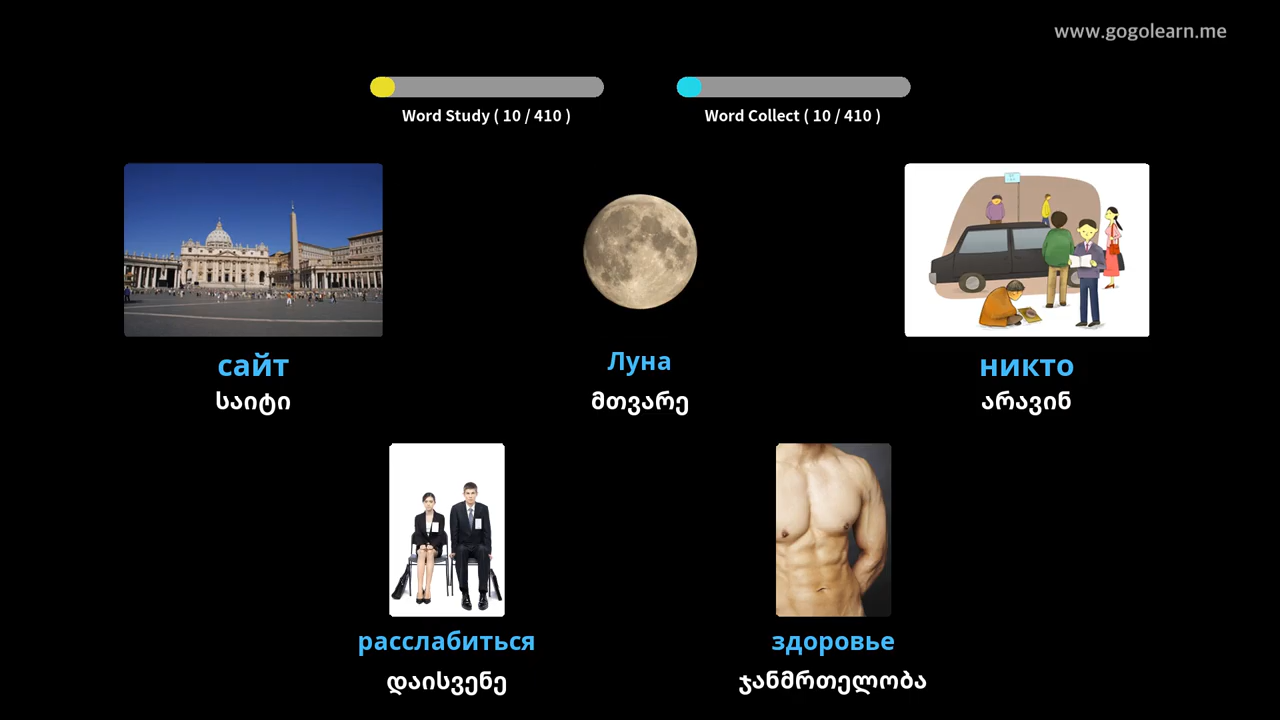 www.gogolearn.me
Word Study ( 10 / 410 )
Word Collect ( 10 / 410 )
сайт
საიტი
Луна
მთვარე
никто
არავინ
расслабиться
დაისვენე
здоровье
ჯანმრთელობა